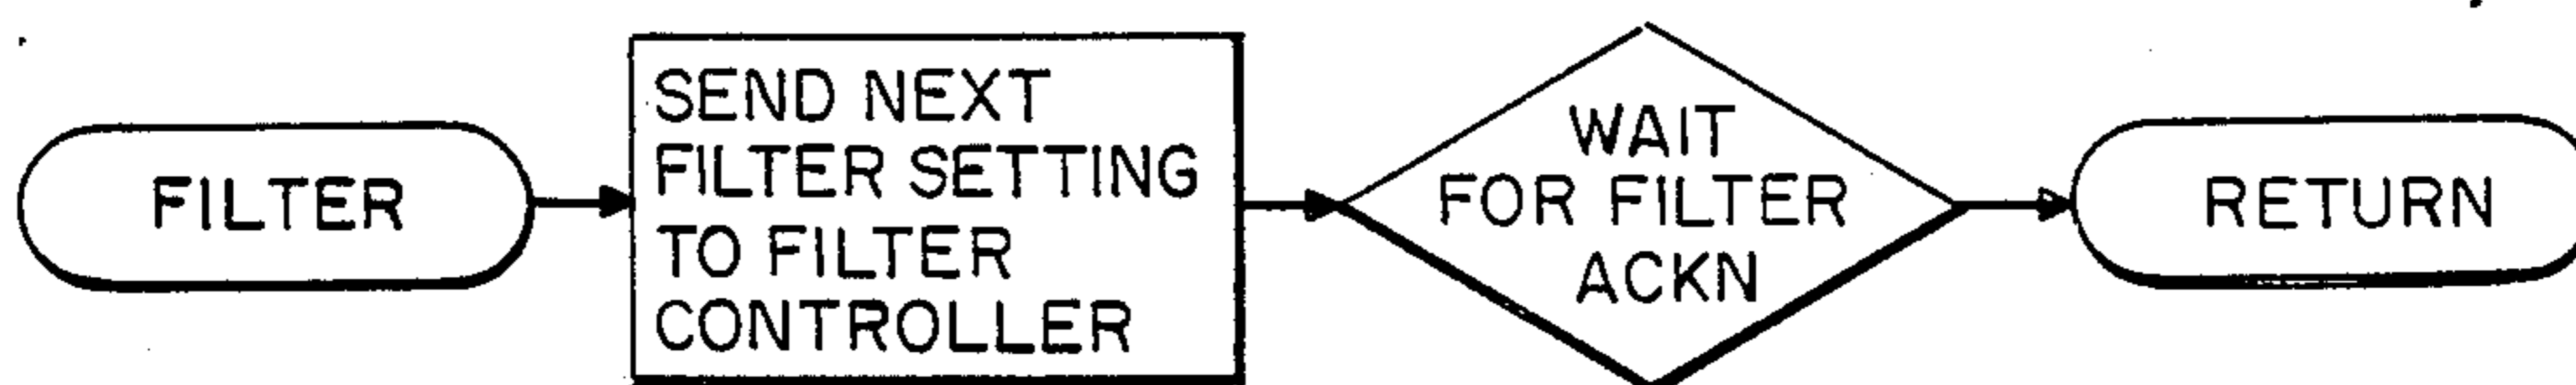 FILTER
SEND NEXT
FILTER SETTING
TO FILTER
CONTROLLER
WAIT
FOR FILTER
ACKN
RETURN